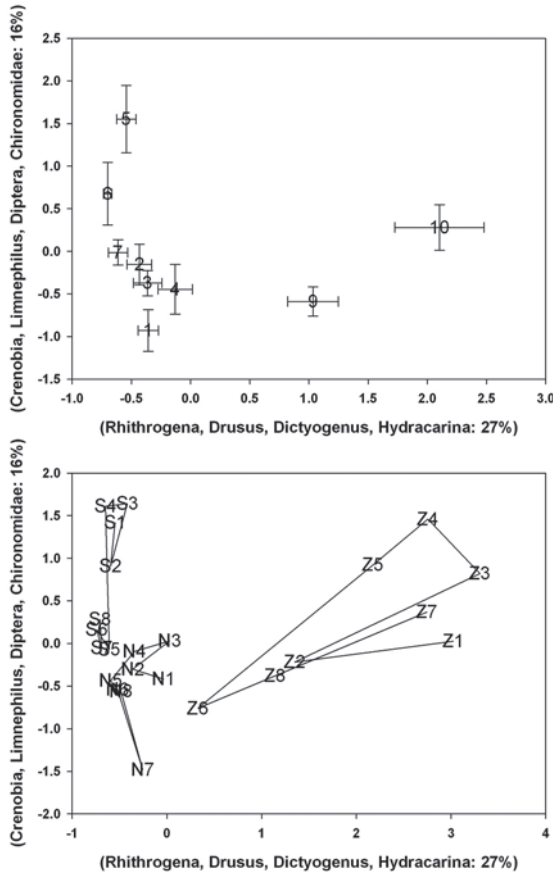 (Crenobia, Limnephilus, Diptera, Chironomidae: 16%)
2.5
2.0
1.5
1.0
0.5
0.0
-0.5
-1.0
-1.5
5
7
2
3
4
1
9
10
-1.0 -0.5 0.0 0.5 1.0 1.5 2.0 2.5 3.0
(Rhithrogena, Drusus, Dictyogenus, Hydracarina: 27%)
(Crenobia, Limnephilus, Diptera, Chironomidae: 16%)
2.0
1.5
1.0
0.5
0.0
-0.5
-1.0
-1.5
-2.0
S4 S3
S1
S2
S8
S6
S5
N4 N3
N2 N1
N5
N7
Z4
Z5
Z3
Z7
Z1
Z2
Z8
Z6
-1 0 1 2 3 4
(Rhithrogena, Drusus, Dictyogenus, Hydracarina: 27%)